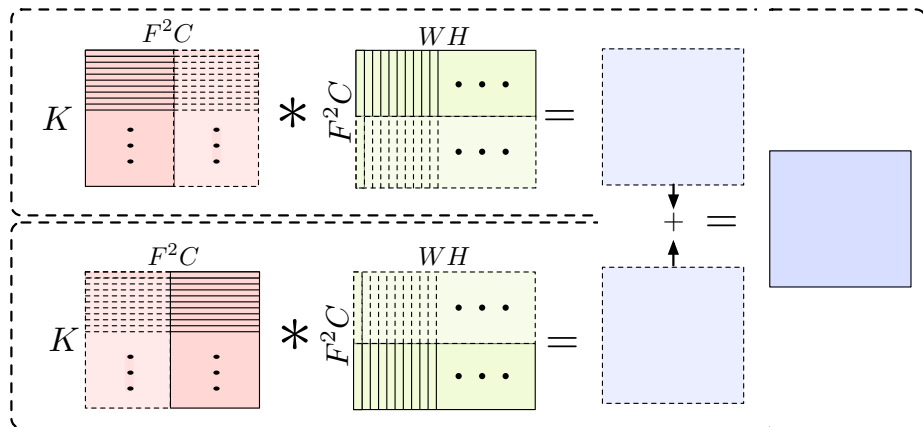 F²C
WH
K
*
F²C
=
+
=
F²C
WH
K
*
F²C
=